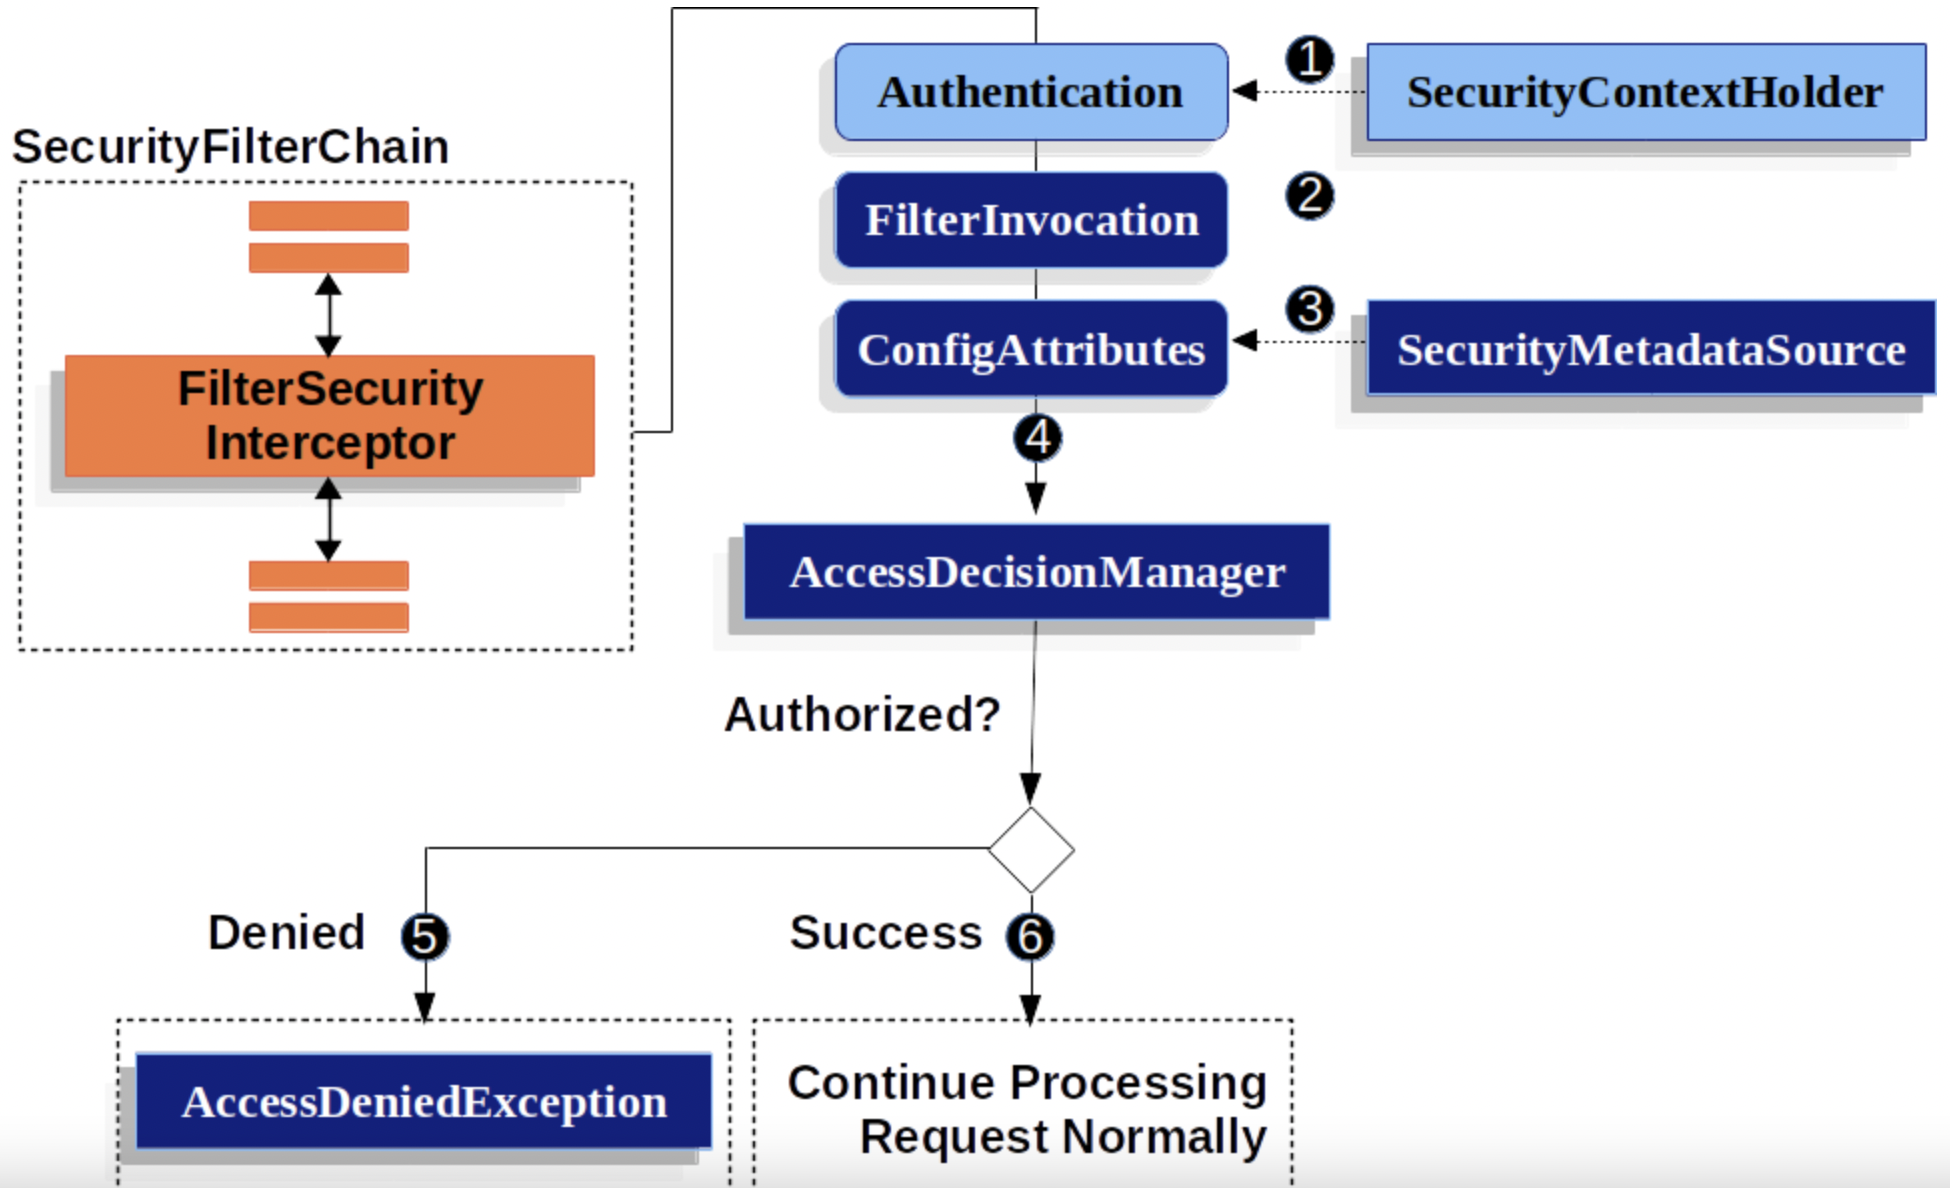 SecurityFilterChain
FilterSecurity
Interceptor
Authentication
1
SecurityContextHolder
FilterInvocation
2
ConfigAttributes
3
SecurityMetadataSource
4
AccessDecisionManager
Authorized?
Denied
5
Success
6
AccessDeniedException
Continue Processing
Request Normally